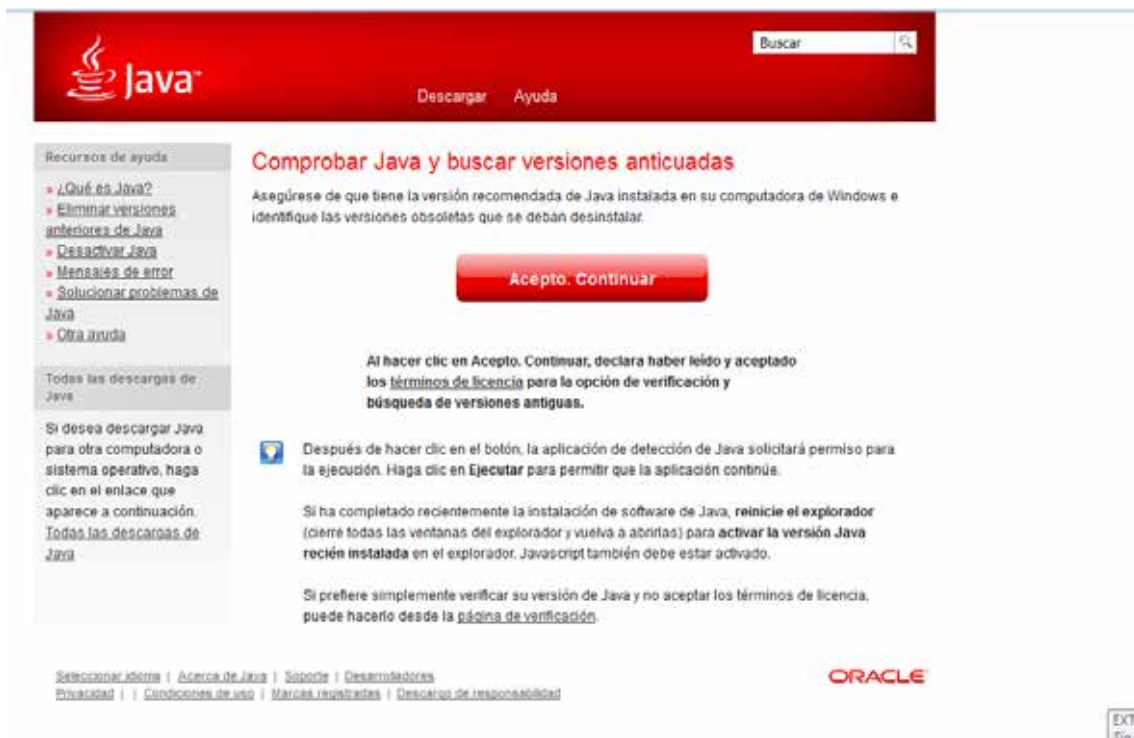 Java™
Buscar
Descargar Ayuda
Recursos de ayuda
» ¿Qué es Java?
» Eliminar versiones
anteriores de Java
» Desactivar Java
» Mensajes de error
» Solucionar problemas de
Java
» Otra ayuda
Todas las descargas de
Java
Si desea descargar Java
para otra computadora o
sistema operativo, haga
clic en el enlace que
aparece a continuación.
Todas las descargas de
Java
Comprobar Java y buscar versiones anticuadas
Asegúrese de que tiene la versión recomendada de Java instalada en su computadora de Windows e
identifique las versiones obsoletas que se deban desinstalar.
Acepto. Continuar
Al hacer clic en Acepto. Continuar, declara haber leído y aceptado
los términos de licencia para la opción de verificación y
búsqueda de versiones antiguas.
Después de hacer clic en el botón, la aplicación de detección de Java solicitará permiso para
la ejecución. Haga clic en Ejecutar para permitir que la aplicación continúe.
Si ha completado recientemente la instalación de software de Java, reinicie el explorador
(cierre todas las ventanas del explorador y vuelva a abrirlas) para activar la versión Java
recién instalada en el explorador. Javascript también debe estar activado.
Si prefiere simplemente verificar su versión de Java y no aceptar los términos de licencia,
puede hacerlo desde la página de verificación.
Seleccionar idioma | Acerca de Java | Soporte | Desarrolladores
Privacidad | | Condiciones de uso | Marcas registradas | Descargo de responsabilidad
ORACLE
EXT